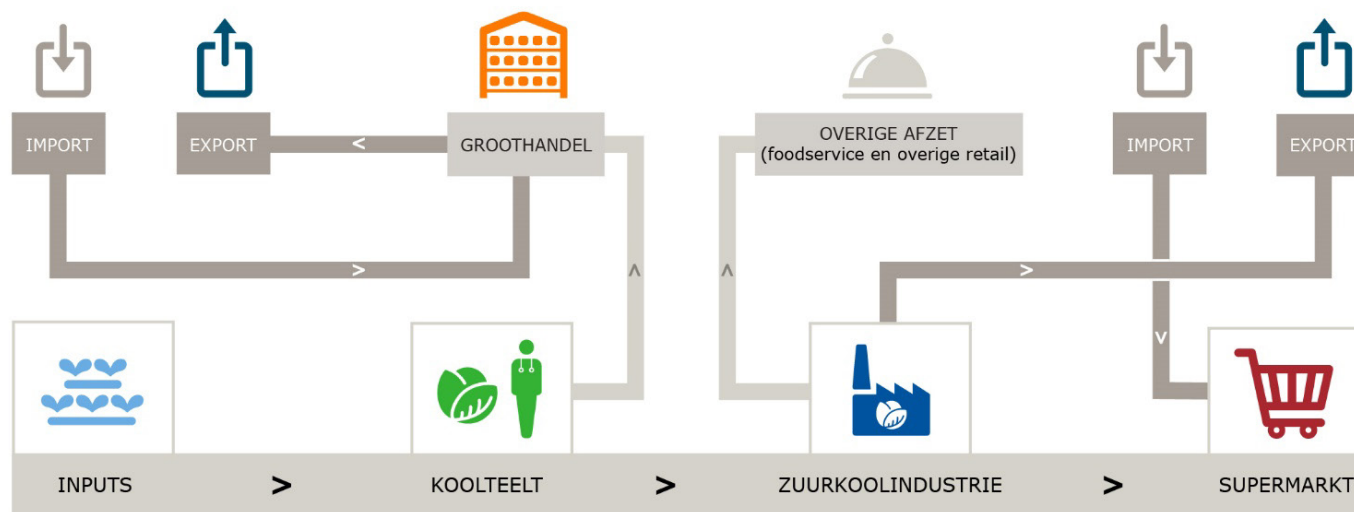 IMPORT
EXPORT
<
GROOTHANDEL
OVERIGE AFZET
(foodservice en overige retail)
IMPORT
EXPORT
>
>
INPUTS
>
KOOLTEELT
>
ZUURKOOLINDUSTRIE
>
SUPERMARKT